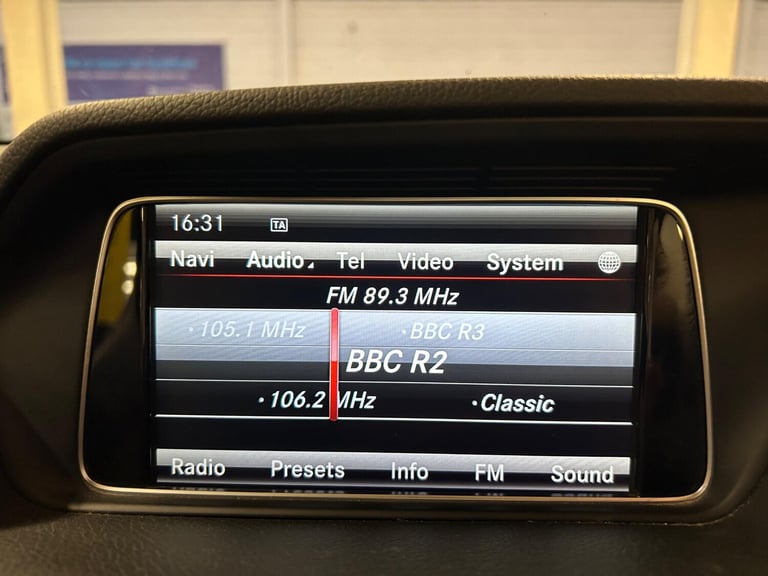 16:31 TA
Navi Audio Tel Video System
FM 89.3 MHz
· 105.1 MHz · BBC R3
BBC R2
· 106.2 MHz · Classic
Radio Presets Info FM Sound